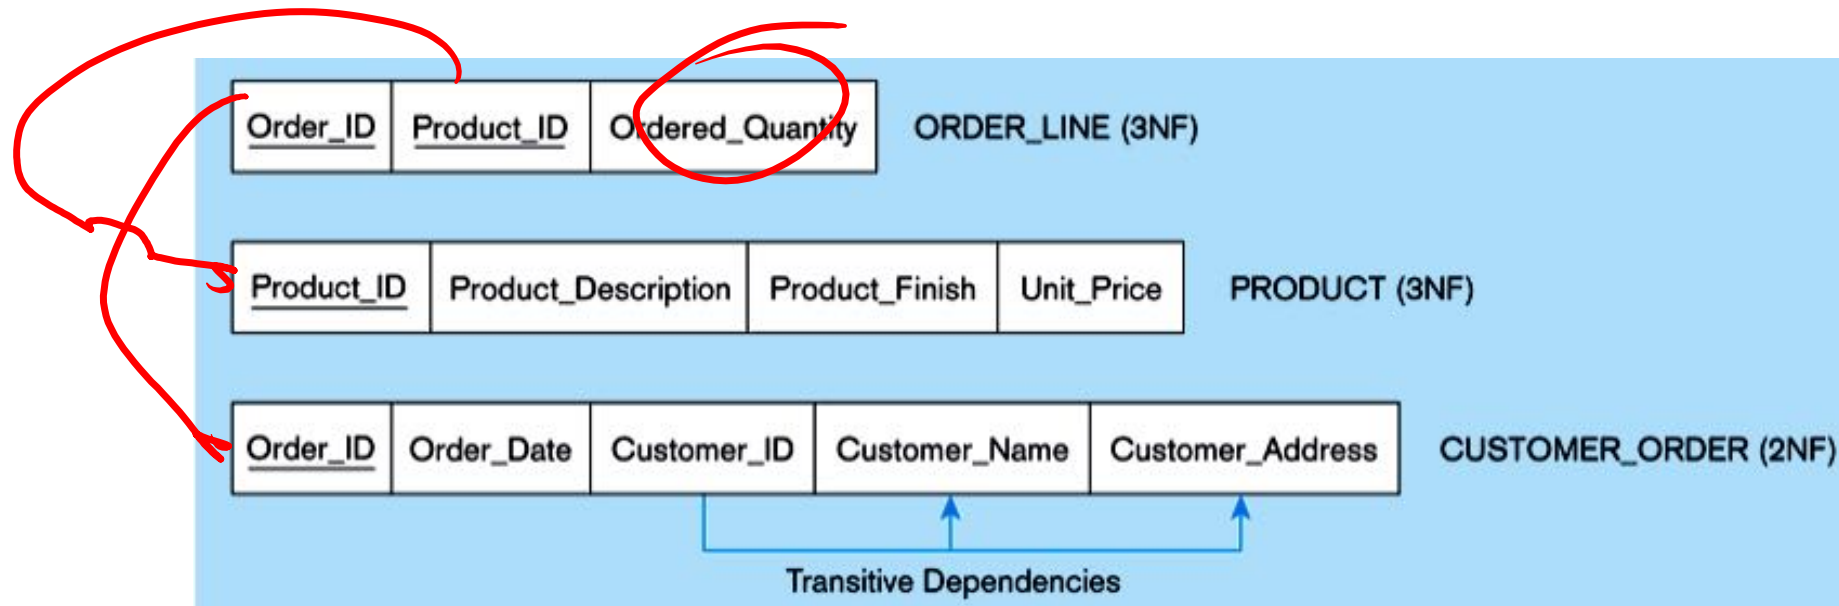 Order_ID Product_ID Ordered_Quantity ORDER_LINE (3NF)
Product_ID Product_Description Product_Finish Unit_Price PRODUCT (3NF)
Order_ID Order_Date Customer_ID Customer_Name Customer_Address CUSTOMER_ORDER (2NF)
Transitive Dependencies